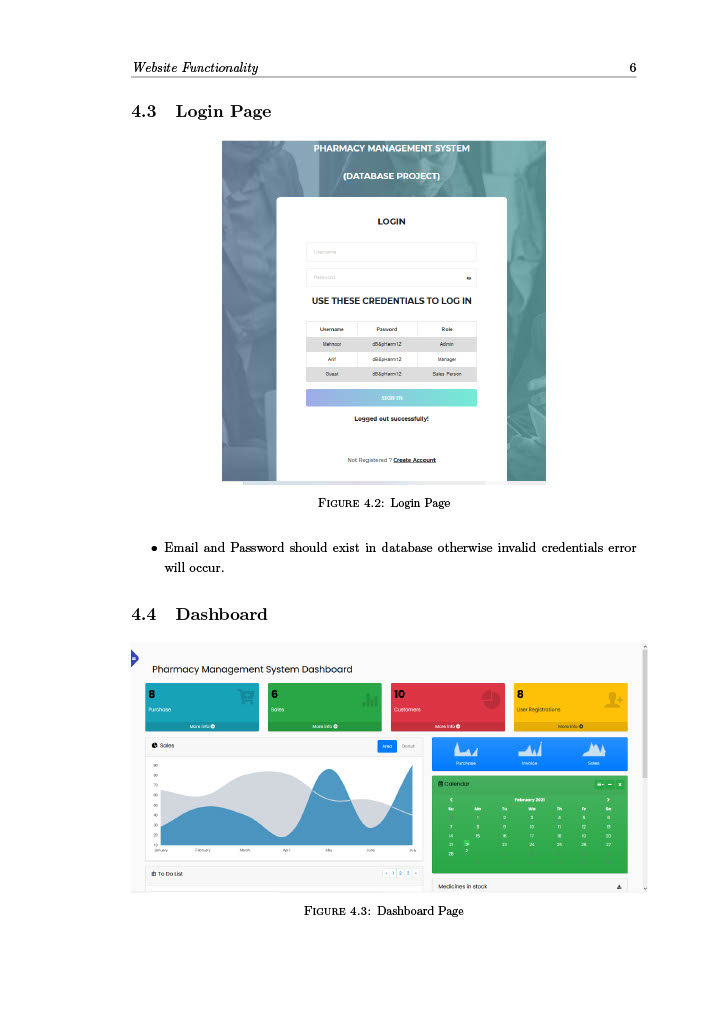 Website Functionality 6
4.3 Login Page
PHARMACY MANAGEMENT SYSTEM
(DATABASE PROJECT)
LOGIN
Username
Password
USE THESE CREDENTIALS TO LOG IN
Username Pasword Role
Mahnoor dB&pHarm1Z Admin
Arif dB&pHarm1Z Manager
Guest dB&pHarm1Z Sales Person
SIGN IN
Logged out successfully!
Not Registered ? Create Account
FIGURE 4.2: Login Page
• Email and Password should exist in database otherwise invalid credentials error
will occur.
4.4 Dashboard
Pharmacy Management System Dashboard
8 6 10 8
Purchase Sales Customers User Registrations
More info More info More info More info
Sales Area Donut
Purchase Invoice Sales
90
80
70
60
50
40
30
20
10
January February March April May June July
Calendar
February 2021
Su Mo Tu We Th Fr Sa
1 2 3 4 5 6
7 8 9 10 11 12 13
14 15 16 17 18 19 20
21 23 24 25 26 27
28
To Do List
« 1 2 3 »
Medicines in stock
FIGURE 4.3: Dashboard Page